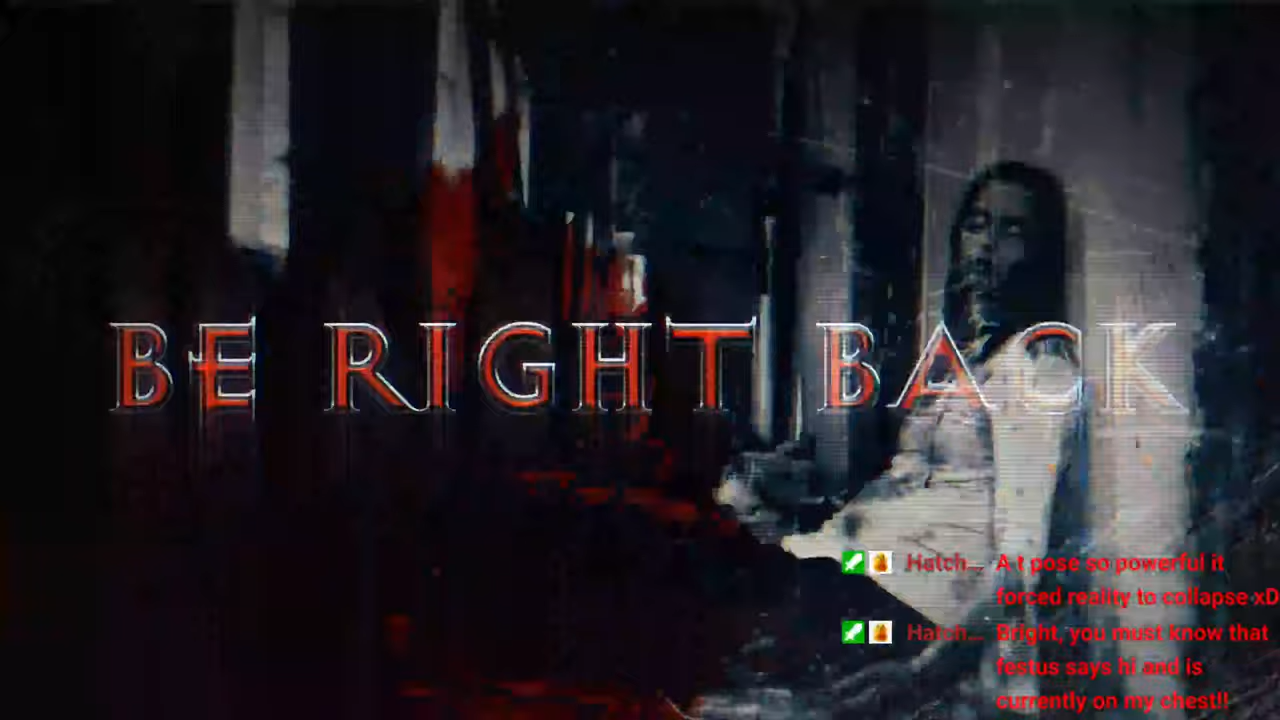 BE RIGHT BACK
Hatch... A t pose so powerful it
forced reality to collapse xD
Hatch... Bright, you must know that
festus says hi and is
currently on my chest!!